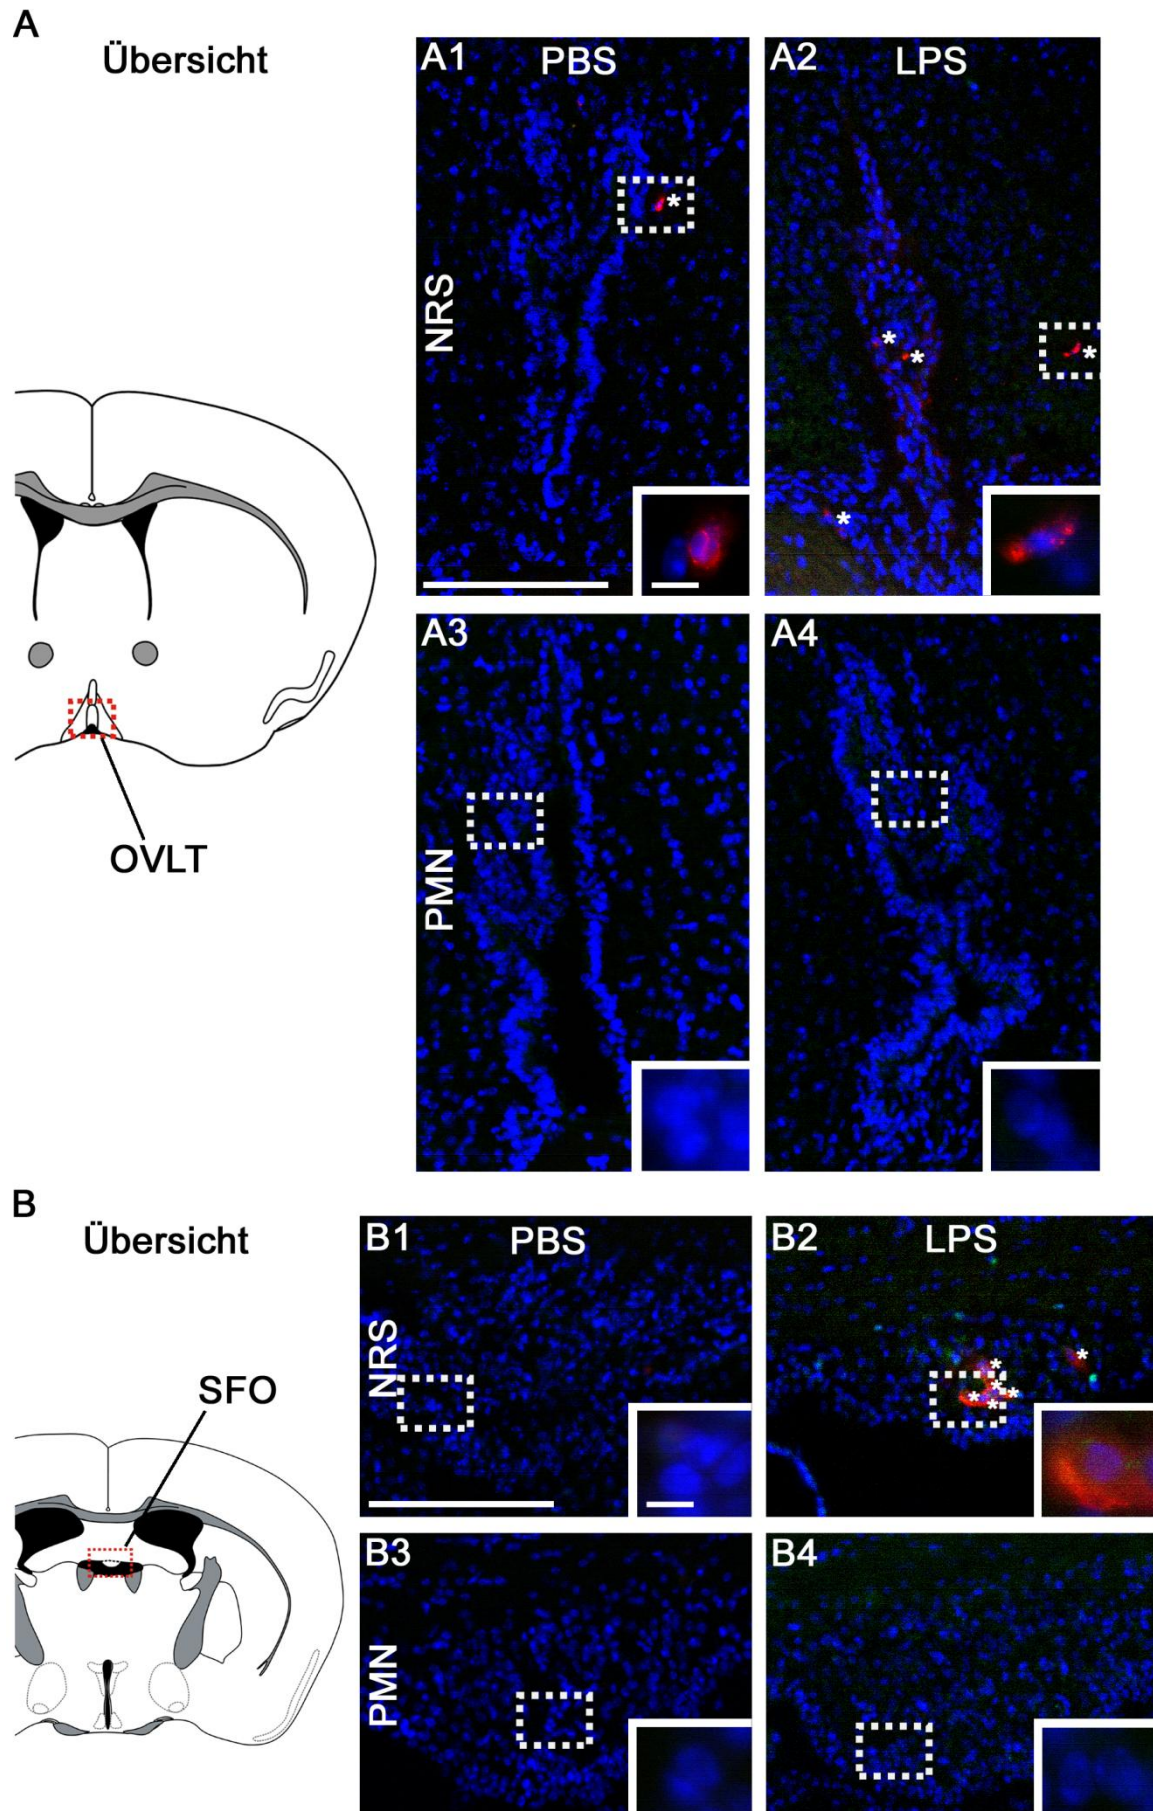 A
Übersicht
A1 PBS
A2 LPS
NRS
*
*
*
*
*
OVLT
A3
A4
PMN
B
Übersicht
B1 PBS
B2 LPS
NRS
*
*
*
*
*
*
SFO
B3
B4
PMN